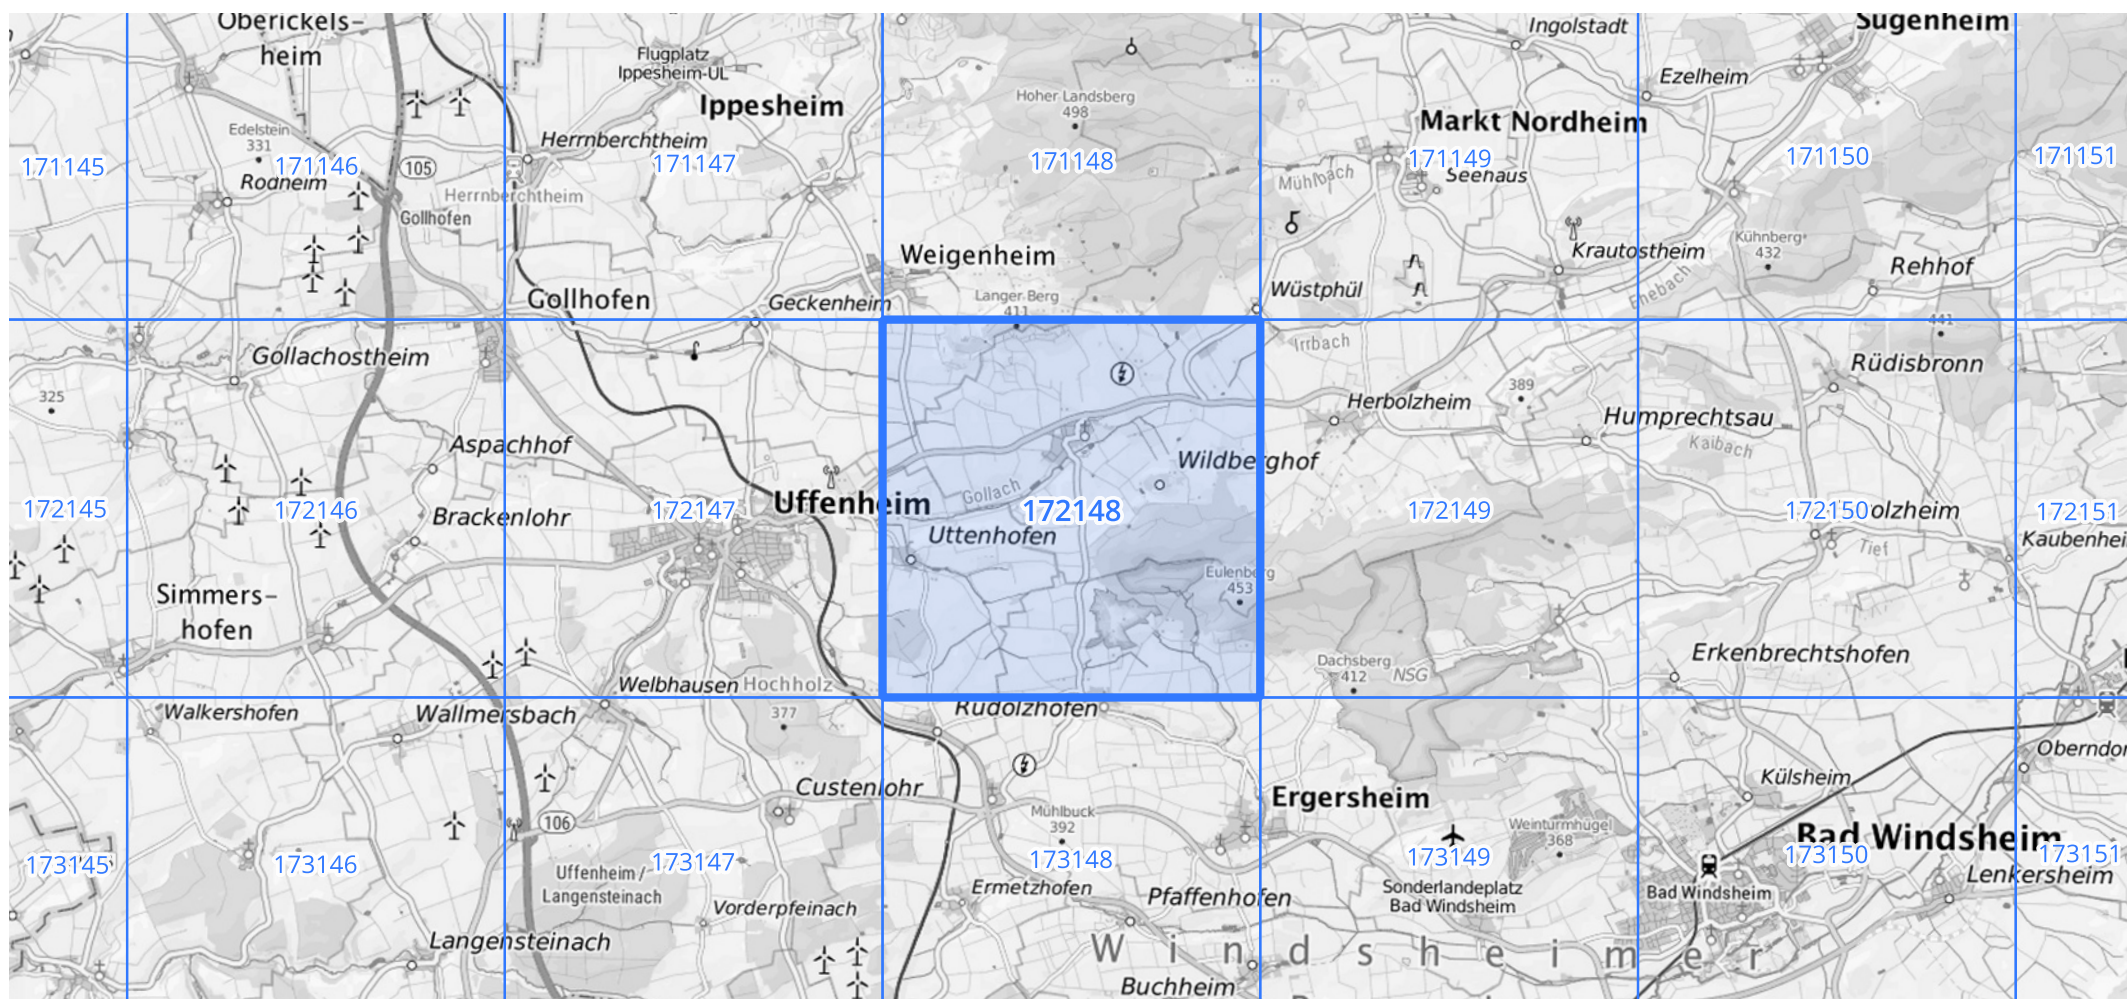 Oberickels-
heim
Flugplatz
Ippesheim-UL
Ippesheim
Hoher Landsberg
498
Ingolstadt
Sugenheim
Ezelheim
Markt Nordheim
Edelstein
331
Herrnberchtheim
171145
171146
105
171147
171148
171149
171150
171151
Rodheim
Herrnberchtheim
Mühlbach
Seehaus
Gollhofen
Weigenheim
Krautostheim
Kühnberg
432
Rehhof
Gollhofen
Geckenheim
Langer Berg
411
Wüstphül
Ehebach
Gollachostheim
Irrbach
441
Rüdisbronn
325
389
Herbolzheim
Humprechtsau
Kaibach
Aspachhof
Wildberghof
Uffenheim
Gollach
172145
172146
Brackenlohr
172147
172148
172149
172150
olzheim
172151
Uttenhofen
Tief
Kaubenhei
Simmers-
hofen
Eulenberg
453
Erkenbrechtshofen
Dachsberg
412
NSG
Welbhausen
Hochholz
377
Walkershofen
Wallmersbach
Rudolzhofen
Oberndor
Custenlohr
Külsheim
Ergersheim
106
Mühlbuck
392
Weinturmhügel
368
Bad Windsheim
173145
173146
173147
173148
173149
173150
173151
Uffenheim /
Langensteinach
Ermetzhofen
Pfaffenhofen
Sonderlandeplatz
Bad Windsheim
Bad Windsheim
Lenkersheim
Vorderpfeinach
Langensteinach
Windsheimer
Buchheim